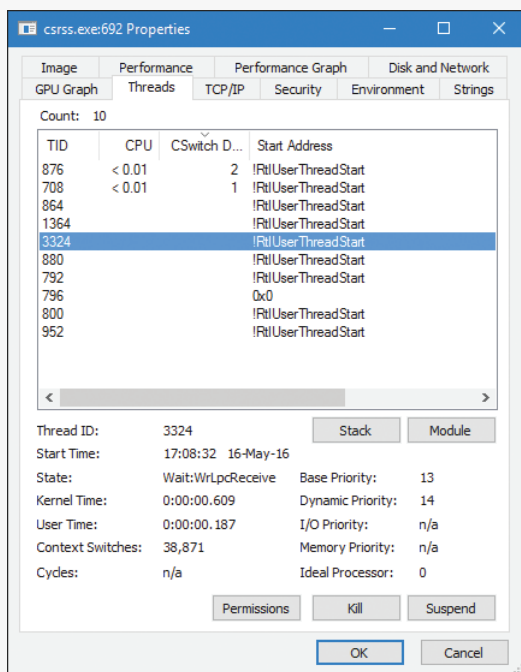 csrss.exe:692 Properties
Image Performance Performance Graph Disk and Network
GPU Graph Threads TCP/IP Security Environment Strings
Count: 10
TID CPU CSwitch D... Start Address
876 < 0.01 2 !RtlUserThreadStart
708 < 0.01 1 !RtlUserThreadStart
864 !RtlUserThreadStart
1364 !RtlUserThreadStart
3324 !RtlUserThreadStart
880 !RtlUserThreadStart
792 !RtlUserThreadStart
796 0x0
800 !RtlUserThreadStart
952 !RtlUserThreadStart
Thread ID: 3324 Stack Module
Start Time: 17:08:32 16-May-16
State: Wait:WrLpcReceive Base Priority: 13
Kernel Time: 0:00:00.609 Dynamic Priority: 14
User Time: 0:00:00.187 I/O Priority: n/a
Context Switches: 38,871 Memory Priority: n/a
Cycles: n/a Ideal Processor: 0
Permissions Kill Suspend
OK Cancel